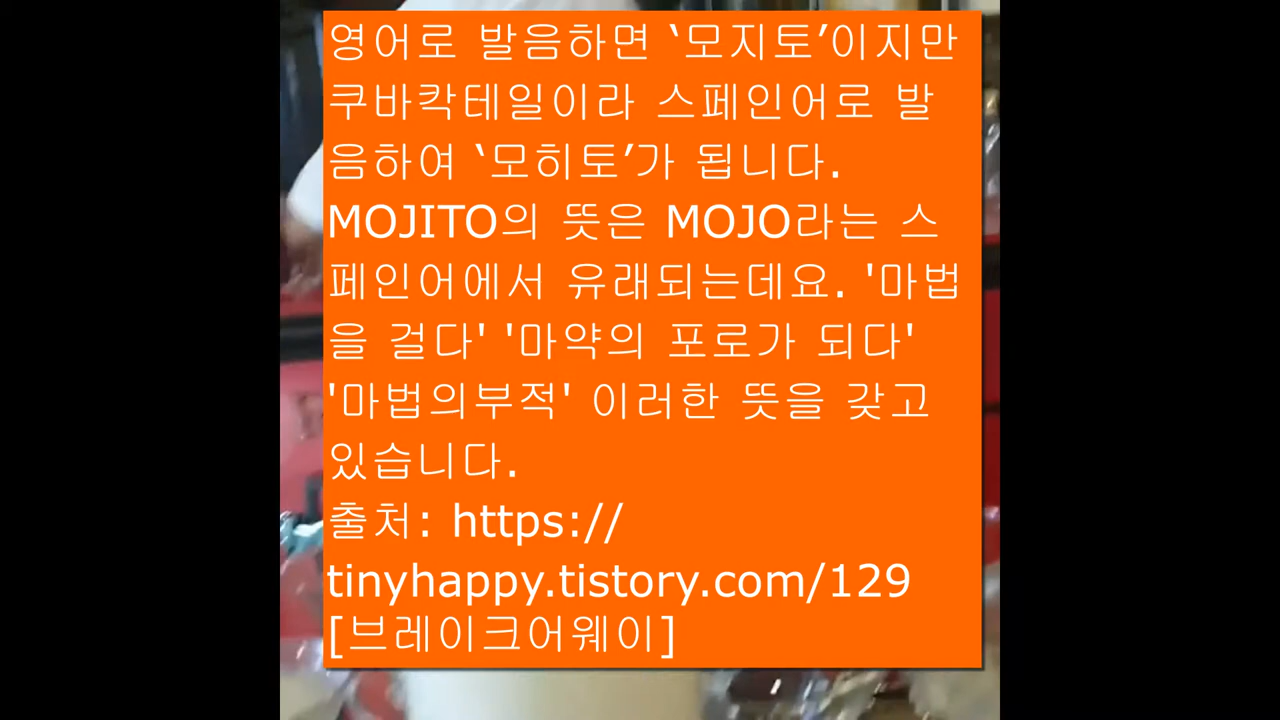 영어로 발음하면 ‘모지토’이지만
쿠바칵테일이라 스페인어로 발
음하여 ‘모히토’가 됩니다.
MOJITO의 뜻은 MOJO라는 스
페인어에서 유래되는데요. '마법
을 걸다' '마약의 포로가 되다'
'마법의부적' 이러한 뜻을 갖고
있습니다.
출처: https://
tinyhappy.tistory.com/129
[브레이크어웨이]